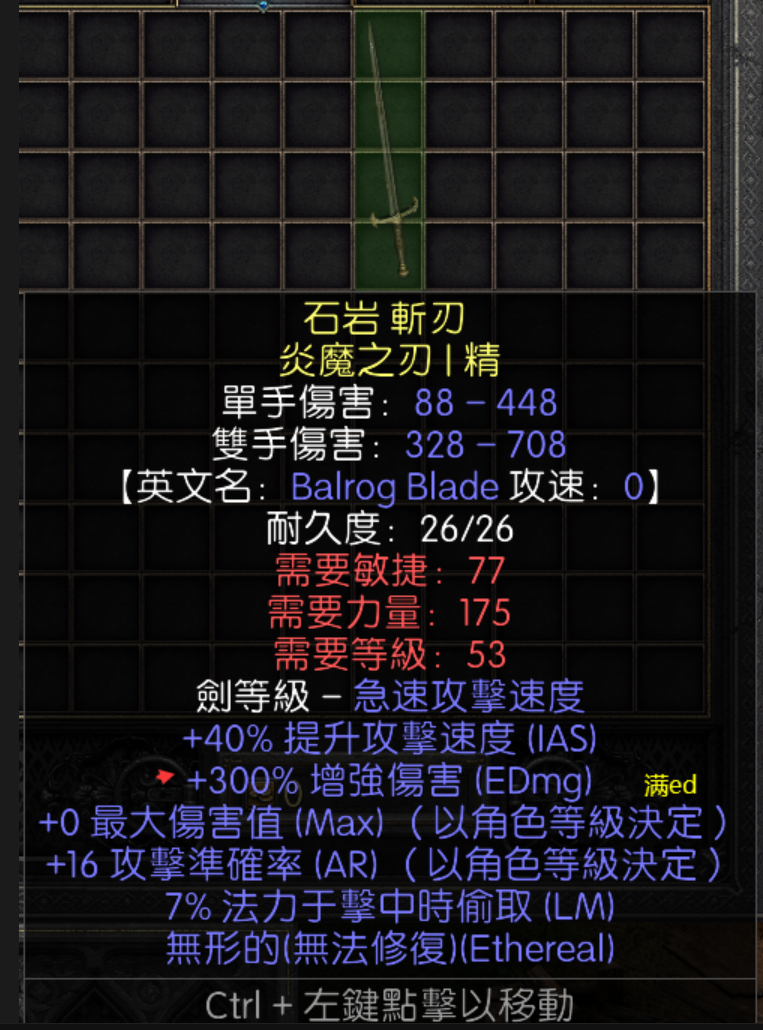 石岩 斬刃
炎魔之刃 | 精
單手傷害: 88 - 448
雙手傷害: 328 - 708
【英文名: Balrog Blade 攻速: 0】
耐久度: 26/26
需要敏捷: 77
需要力量: 175
需要等級: 53
劍等級 - 急速攻擊速度
+40% 提升攻擊速度 (IAS)
+300% 增強傷害 (EDmg) 满ed
+0 最大傷害值 (Max) (以角色等級決定)
+16 攻擊準確率 (AR) (以角色等級決定)
7% 法力于擊中時偷取 (LM)
無形的(無法修復)(Ethereal)
Ctrl + 左鍵點擊以移動